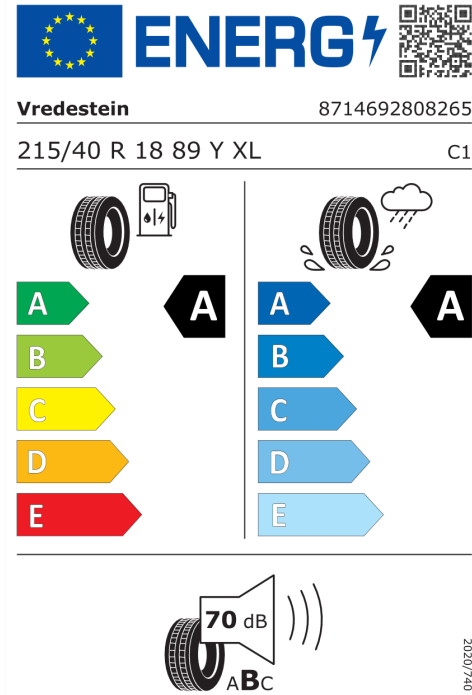 ENERG
Vredestein 8714692808265
215/40 R 18 89 Y XL C1
A A
B
C
D
E
A A
B
C
D
E
70 dB
ABC
2020/740